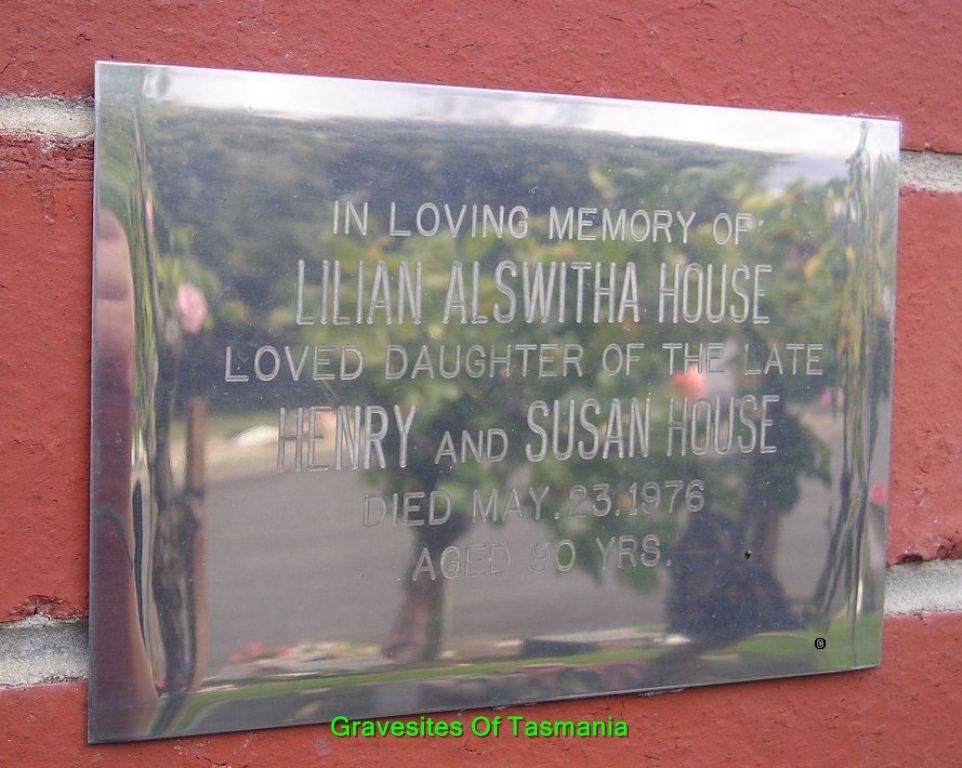 IN LOVING MEMORY OF
LILIAN ALSWITHA HOUSE
LOVED DAUGHTER OF THE LATE
HENRY AND SUSAN HOUSE
DIED MAY.23.1976
AGED 90 YRS.
©
Gravesites Of Tasmania